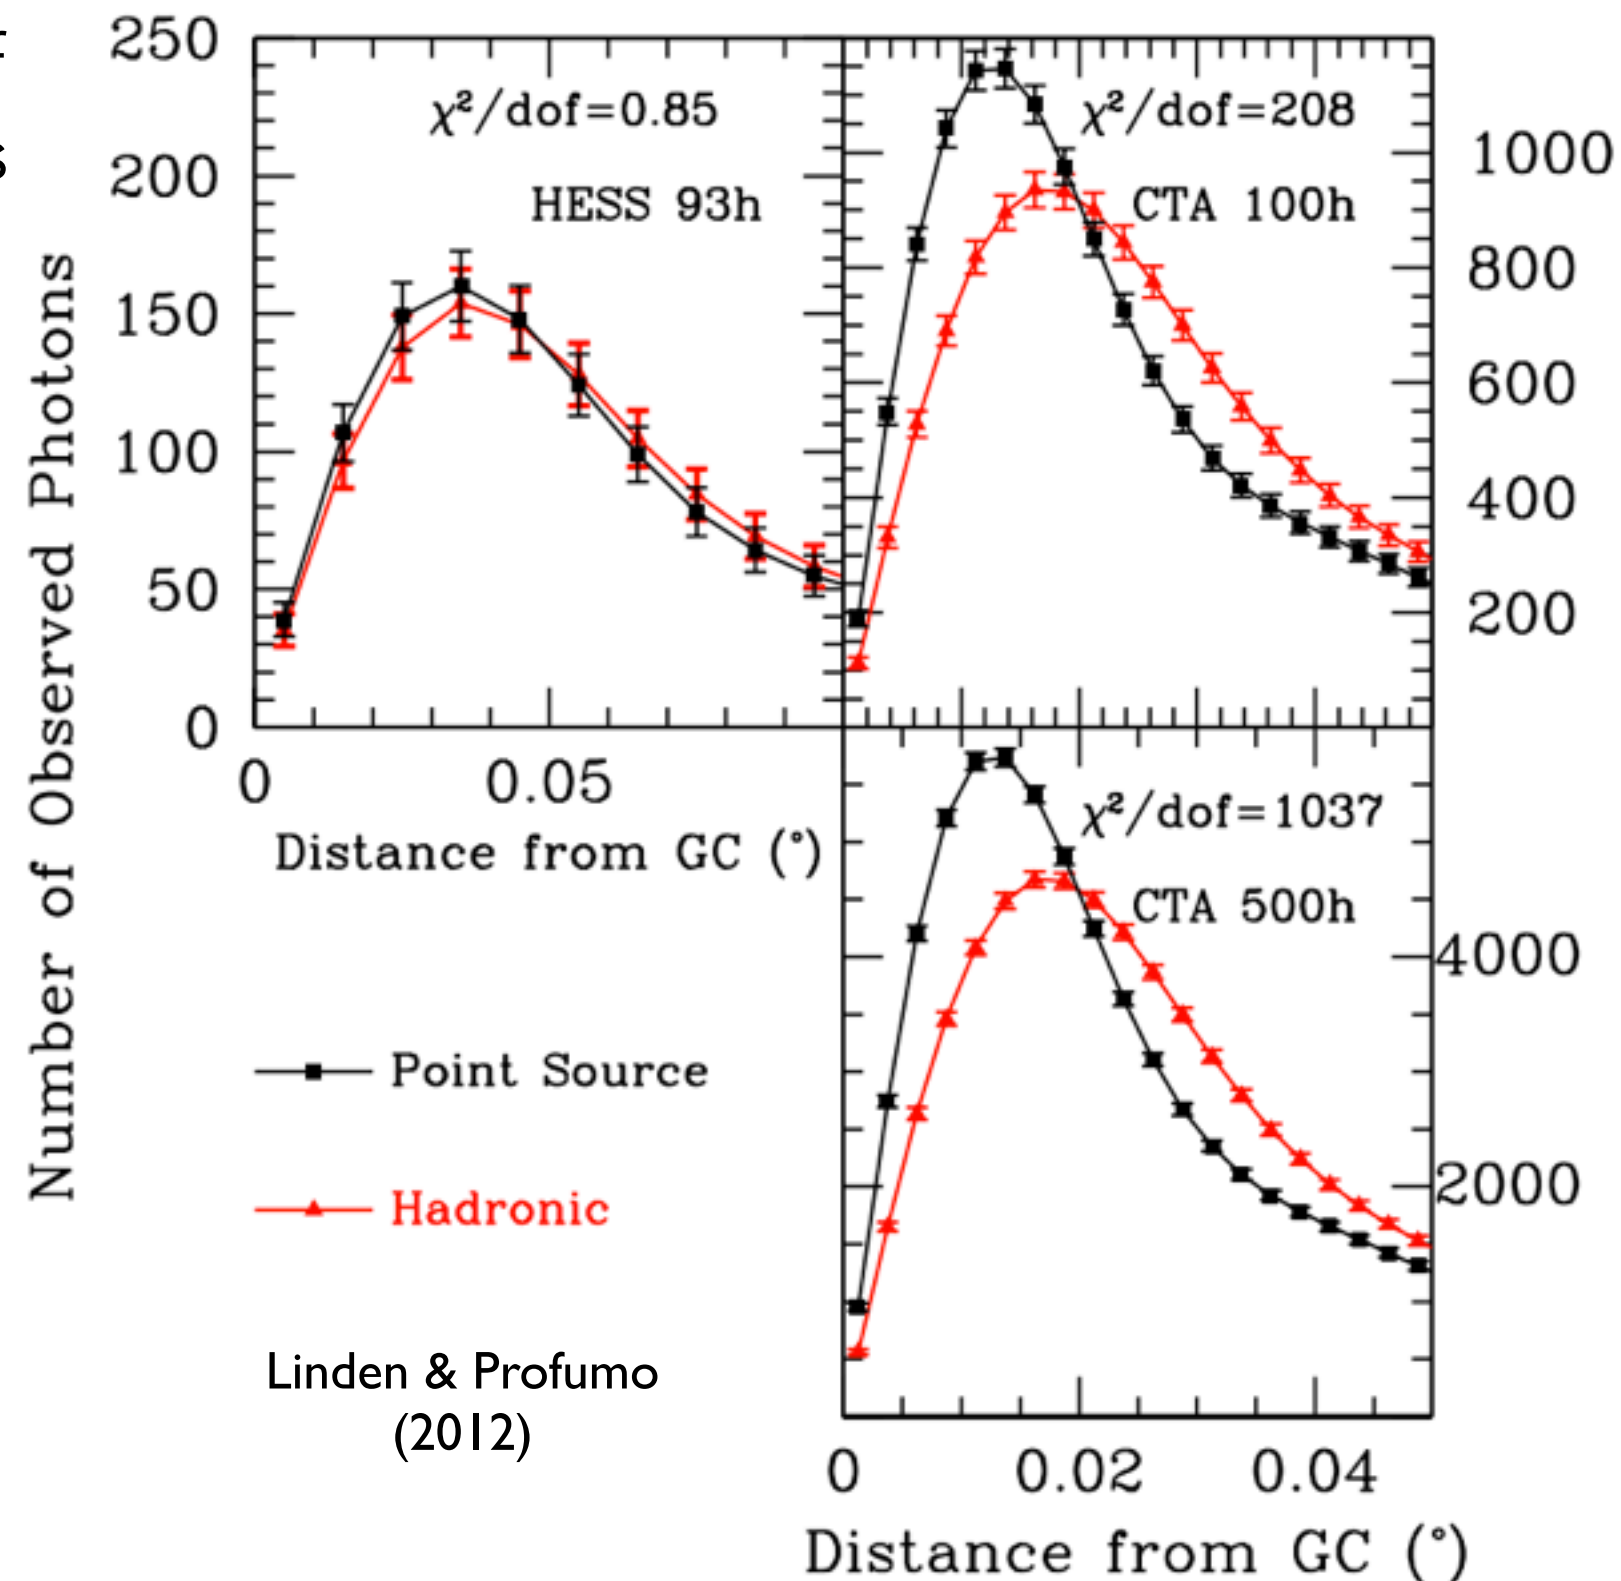 250
200
150
100
50
0
0
0.05
Distance from GC (°)
Number of Observed Photons
χ²/dof=0.85
HESS 93h
χ²/dof=208
CTA 100h
1000
800
600
400
200
χ²/dof=1037
CTA 500h
4000
2000
0
0.02
0.04
Distance from GC (°)
Point Source
Hadronic
Linden & Profumo
(2012)